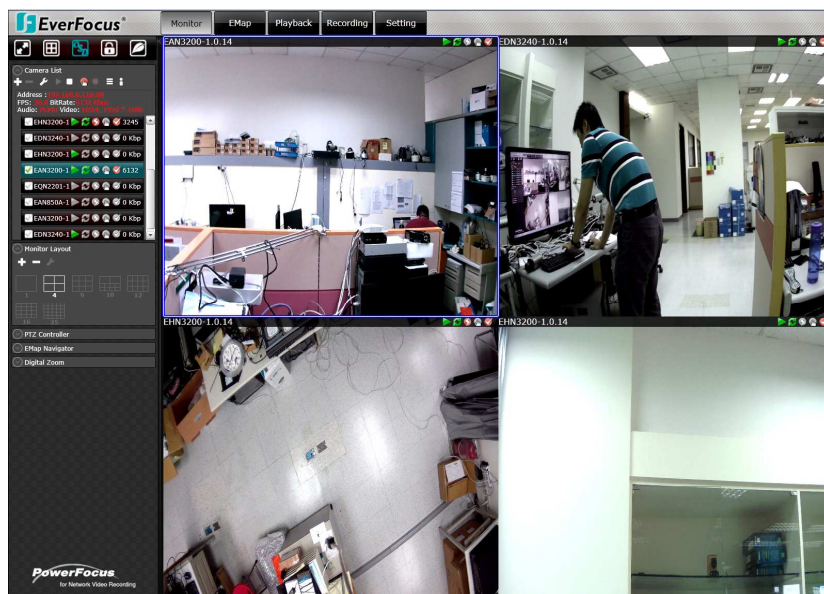 EverFocus®
Monitor
EMap
Playback
Recording
Setting
EAN3200-1.0.14
EDN3240-1.0.14
Camera List
Address :
FPS: BitRate:
Audio: Video:
EHN3200-1 3245
EDN3240-1 0 Kbp
EHN3200-1 0 Kbp
EAN3200-1 6132
EQN2201-1 0 Kbp
EAN850A-1 0 Kbp
EAN3200-1 0 Kbp
EDN3240-1 0 Kbp
Monitor Layout
1 4 9 10 13
EHN3200-1.0.14
EHN3200-1.0.14
PTZ Controller
EMap Navigator
Digital Zoom
PowerFocus
for Network Video Recording